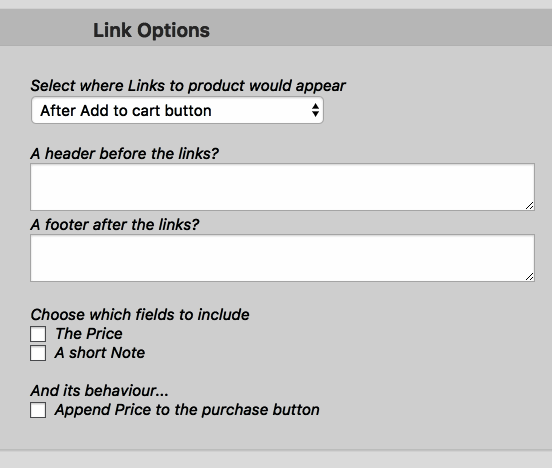 Link Options
Select where Links to product would appear
After Add to cart button
A header before the links?
A footer after the links?
Choose which fields to include
The Price
A short Note
And its behaviour...
Append Price to the purchase button